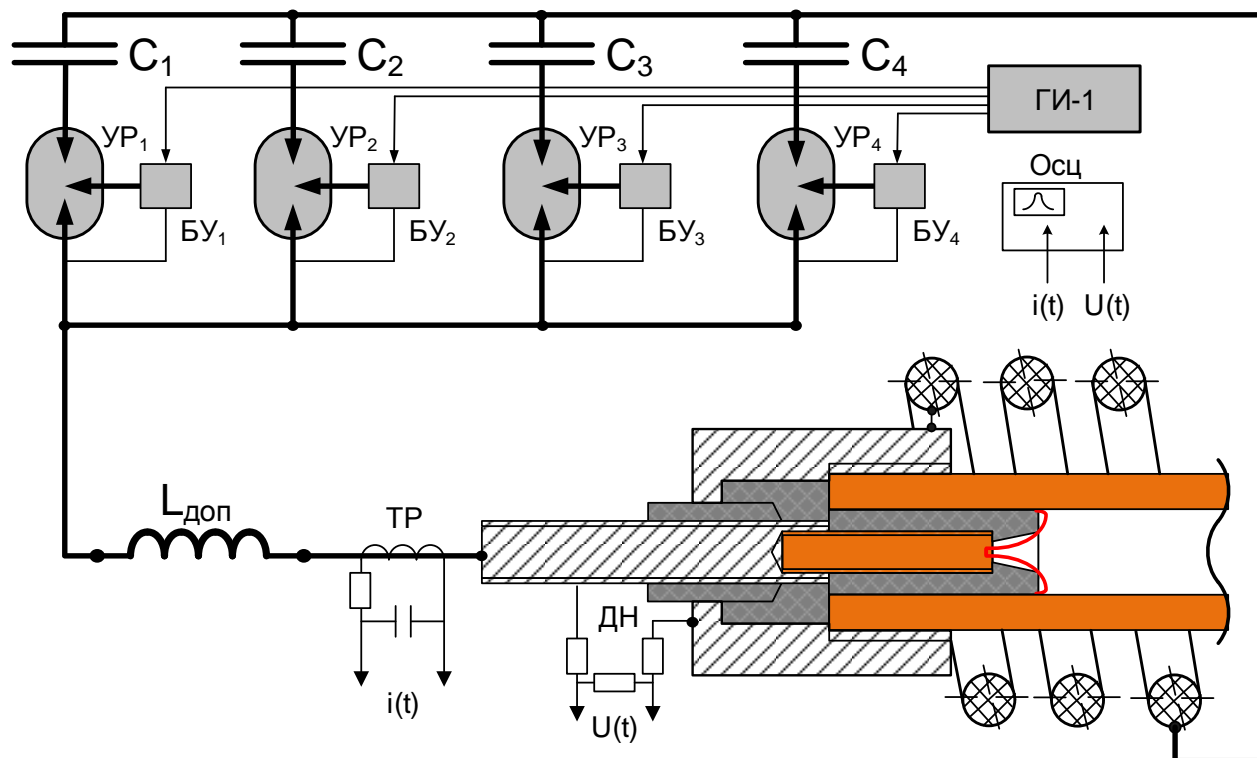 C₁
C₂
C₃
C₄
ГИ-1
УР₁
УР₂
УР₃
УР₄
Осц
БУ₁
БУ₂
БУ₃
БУ₄
i(t)
U(t)
Lдоп
ТР
ДН
i(t)
U(t)